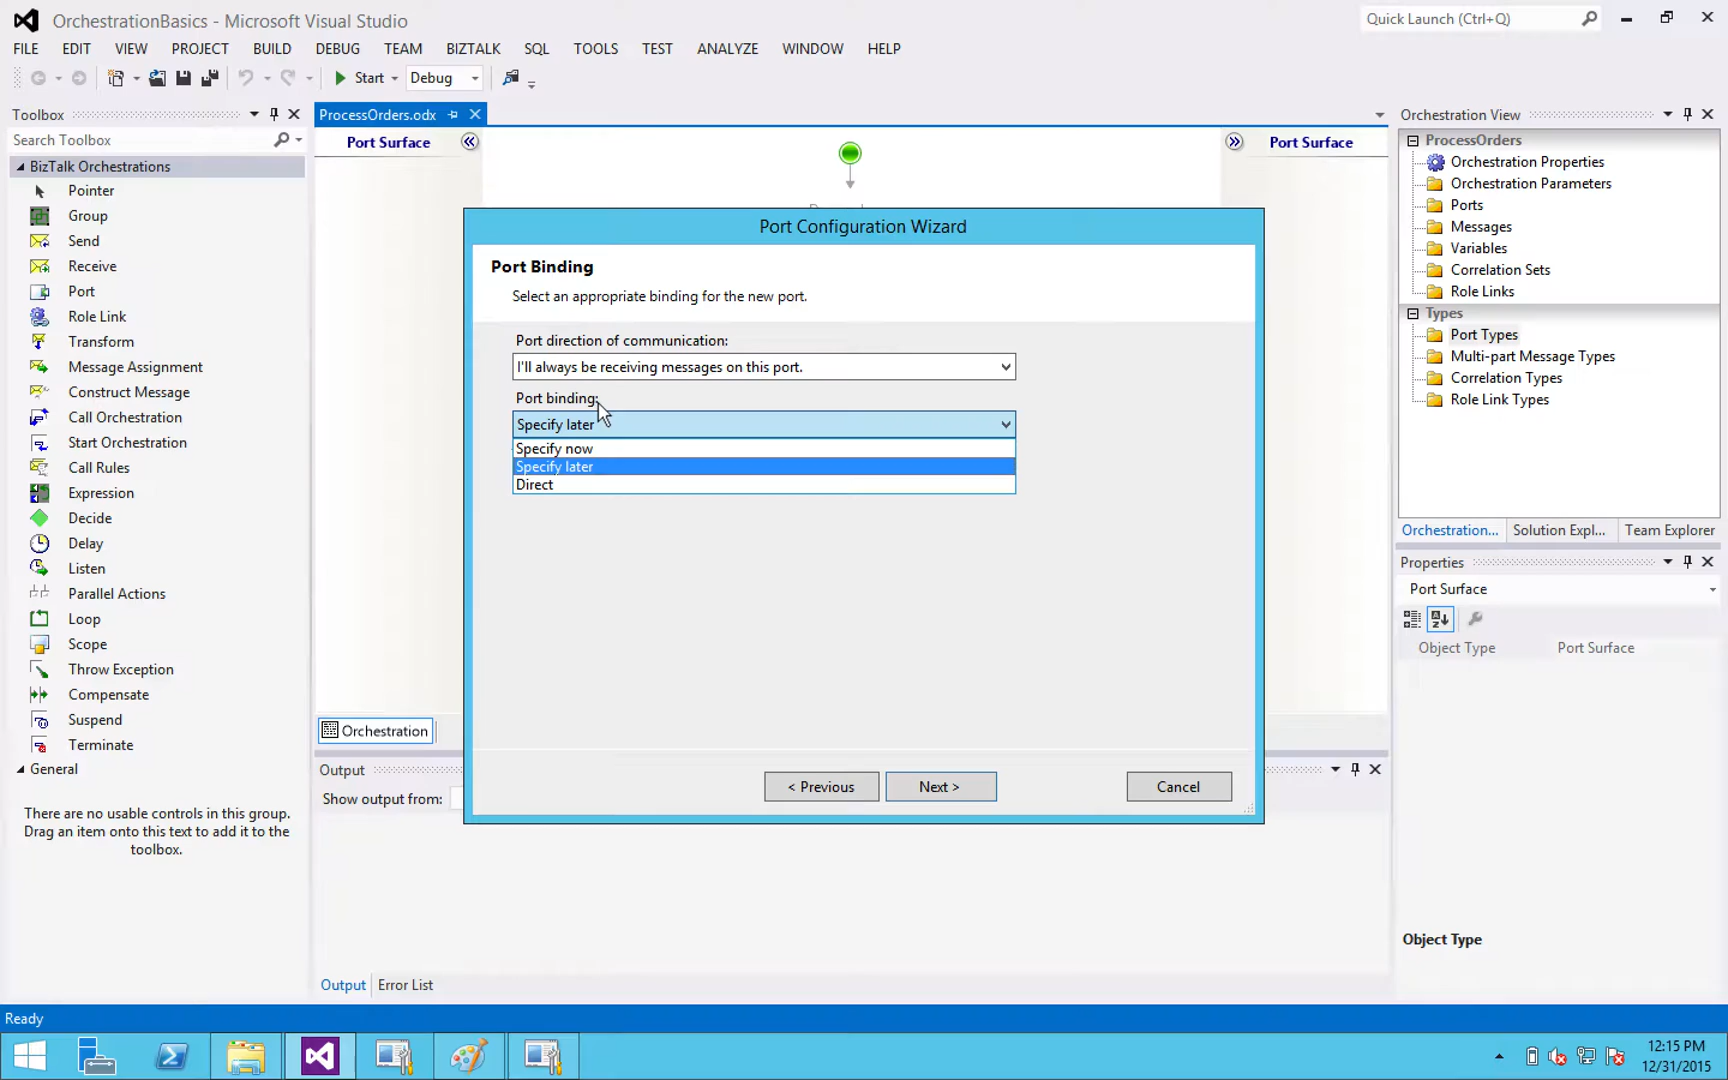 OrchestrationBasics - Microsoft Visual Studio
Quick Launch (Ctrl+Q)
FILE EDIT VIEW PROJECT BUILD DEBUG TEAM BIZTALK SQL TOOLS TEST ANALYZE WINDOW HELP
Start Debug
Toolbox
Search Toolbox
BizTalk Orchestrations
Pointer
Group
Send
Receive
Port
Role Link
Transform
Message Assignment
Construct Message
Call Orchestration
Start Orchestration
Call Rules
Expression
Decide
Delay
Listen
Parallel Actions
Loop
Scope
Throw Exception
Compensate
Suspend
Terminate
General
There are no usable controls in this group.
Drag an item onto this text to add it to the
toolbox.
ProcessOrders.odx
Port Surface
Port Surface
Port Configuration Wizard
Port Binding
Select an appropriate binding for the new port.
Port direction of communication:
I'll always be receiving messages on this port.
Port binding:
Specify later
Specify now
Specify later
Direct
< Previous
Next >
Cancel
Orchestration
Output
Show output from:
Output
Error List
Orchestration View
ProcessOrders
Orchestration Properties
Orchestration Parameters
Ports
Messages
Variables
Correlation Sets
Role Links
Types
Port Types
Multi-part Message Types
Correlation Types
Role Link Types
Orchestration...
Solution Expl...
Team Explorer
Properties
Port Surface
Object Type
Port Surface
Object Type
Ready
12:15 PM
12/31/2015